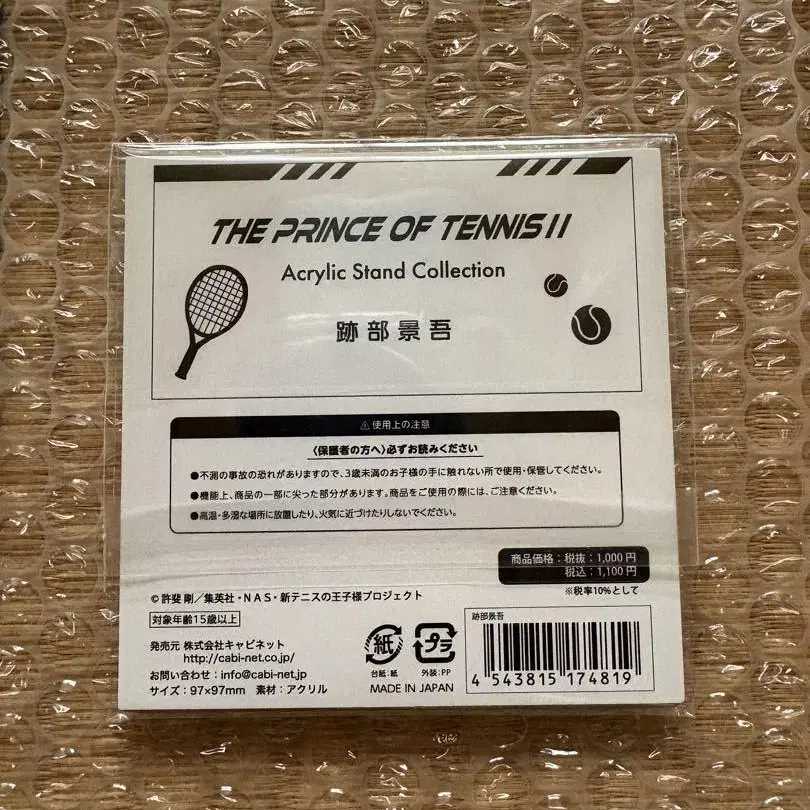 THE PRINCE OF TENNIS II
Acrylic Stand Collection
跡部景吾
⚠使用上の注意
〈保護者の方へ〉必ずお読みください
●不測の事故の恐れがありますので、3歳未満のお子様の手に触れない所で使用・保管してください。
●機能上、商品の一部に尖った部分があります。商品をご使用の際には、ご注意ください。
●高温・多湿な場所に放置したり、火気に近づけたりしないでください。
商品価格:税抜:1,000円
税込:1,100円
※税率10%として
©許斐 剛/集英社・NAS・新テニスの王子様プロジェクト
対象年齢15歳以上
発売元 株式会社キャビネット
http://cabi-net.co.jp/
お問い合わせ:info@cabi-net.jp
サイズ:97×97mm 素材:アクリル
紙
台紙:紙
プラ
外装:PP
MADE IN JAPAN
跡部景吾
4 543815 174819